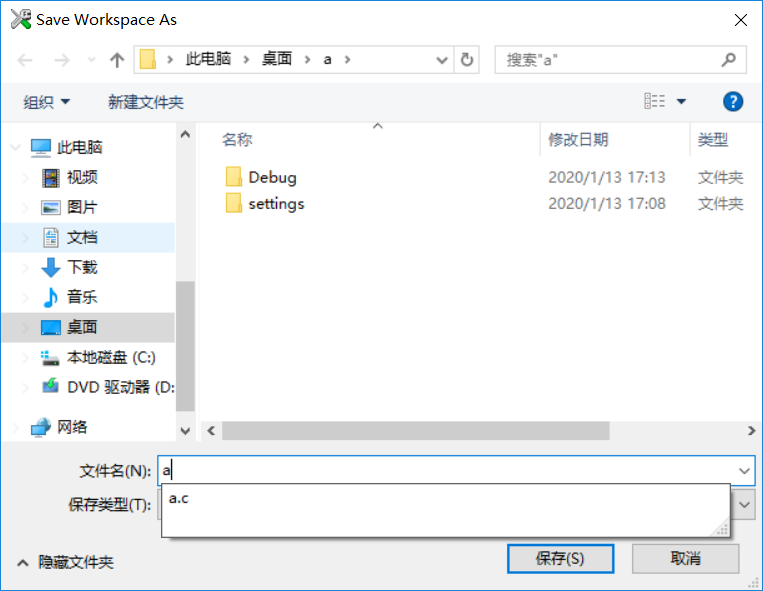 Save Workspace As
此电脑 桌面 a
搜索"a"
组织 新建文件夹
名称 修改日期 类型
此电脑
视频
图片
文档
下载
音乐
桌面
本地磁盘 (C:)
DVD 驱动器 (D:
网络
Debug 2020/1/13 17:13 文件夹
settings 2020/1/13 17:08 文件夹
文件名(N): a
保存类型(T):
a.c
隐藏文件夹
保存(S) 取消